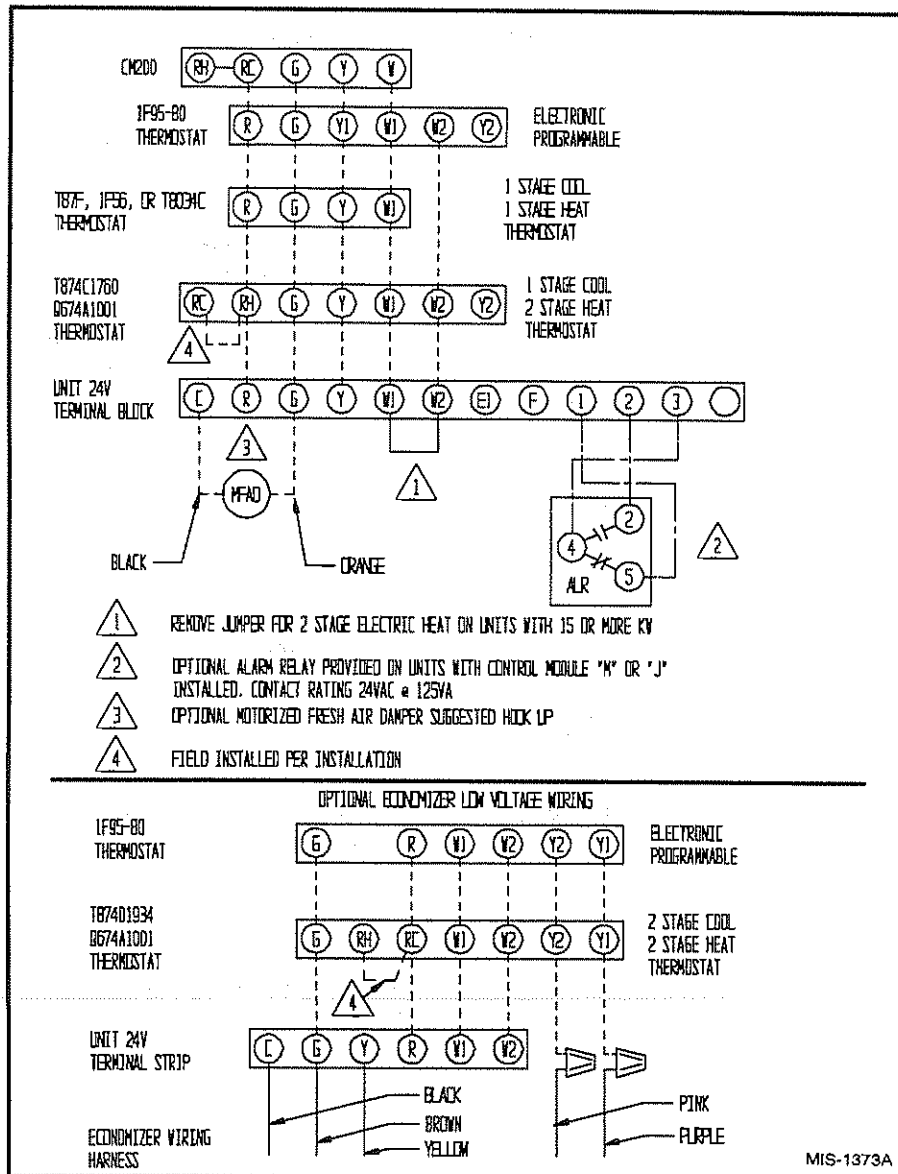 CM200 RH RC G Y W
1F95-80
THERMOSTAT
R G Y1 W1 W2 Y2
ELECTRONIC
PROGRAMMABLE
T87F, 1F56, OR T8034C
THERMOSTAT
R G Y W1
1 STAGE COOL
1 STAGE HEAT
THERMOSTAT
T874C1760
Q674A1001
THERMOSTAT
RC RH G Y W1 W2 Y2
1 STAGE COOL
2 STAGE HEAT
THERMOSTAT
4
UNIT 24V
TERMINAL BLOCK
C R G Y W1 W2 E1 F 1 2 3
3
MFAD
1
BLACK
ORANGE
2
4
5
ALR
2
1 REMOVE JUMPER FOR 2 STAGE ELECTRIC HEAT ON UNITS WITH 15 OR MORE KW
2 OPTIONAL ALARM RELAY PROVIDED ON UNITS WITH CONTROL MODULE "M" OR "J"
INSTALLED. CONTACT RATING 24VAC @ 125VA
3 OPTIONAL MOTORIZED FRESH AIR DAMPER SUGGESTED HOOK UP
4 FIELD INSTALLED PER INSTALLATION
OPTIONAL ECONOMIZER LOW VOLTAGE WIRING
1F95-80
THERMOSTAT
G R W1 W2 Y2 Y1
ELECTRONIC
PROGRAMMABLE
T874D1934
Q674A1001
THERMOSTAT
G RH RC W1 W2 Y2 Y1
2 STAGE COOL
2 STAGE HEAT
THERMOSTAT
4
UNIT 24V
TERMINAL STRIP
C G Y R W1 W2
BLACK
BROWN
YELLOW
PINK
PURPLE
ECONOMIZER WIRING
HARNESS
MIS-1373A